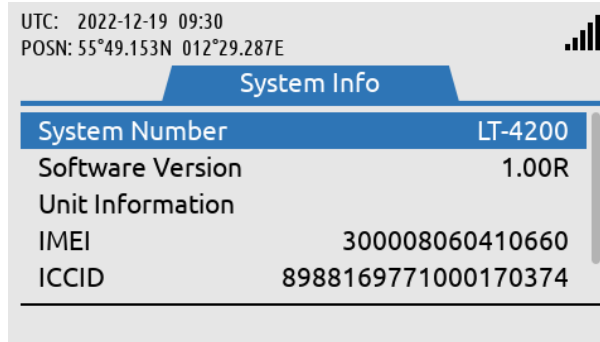 UTC: 2022-12-19 09:30
POSN: 55°49.153N 012°29.287E
System Info
System Number LT-4200
Software Version 1.00R
Unit Information
IMEI 300008060410660
ICCID 8988169771000170374